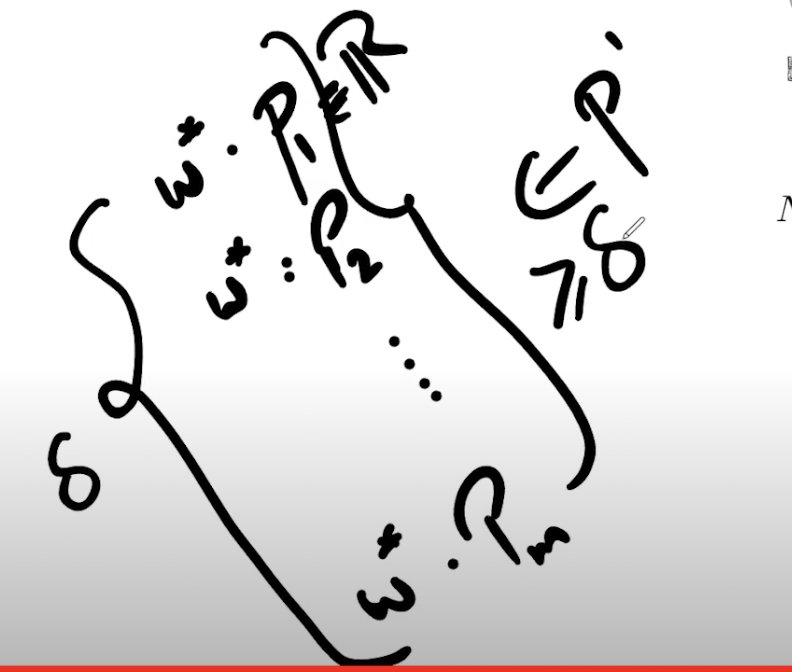 w* · P₁ ∈ ℝ
w* : P₂
⋮
w* · Pₘ
δ
∈ P'
≥ δ
N